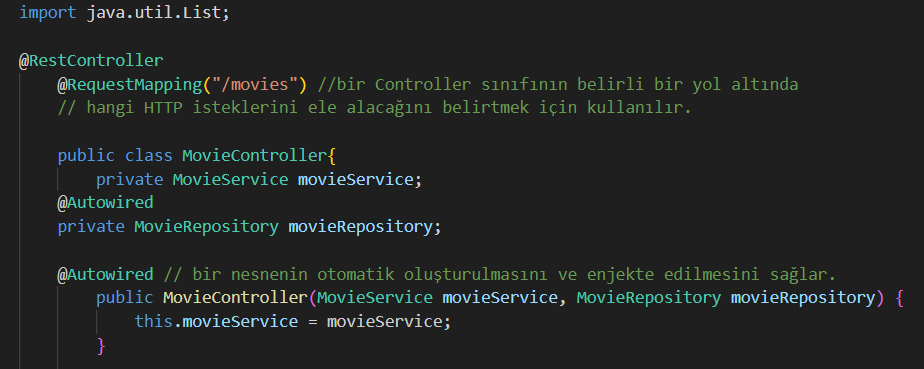 import java.util.List;
@RestController
@RequestMapping("/movies") //bir Controller sınıfının belirli bir yol altında
// hangi HTTP isteklerini ele alacağını belirtmek için kullanılır.
public class MovieController{
private MovieService movieService;
@Autowired
private MovieRepository movieRepository;
@Autowired // bir nesnenin otomatik oluşturulmasını ve enjekte edilmesini sağlar.
public MovieController(MovieService movieService, MovieRepository movieRepository) {
this.movieService = movieService;
}